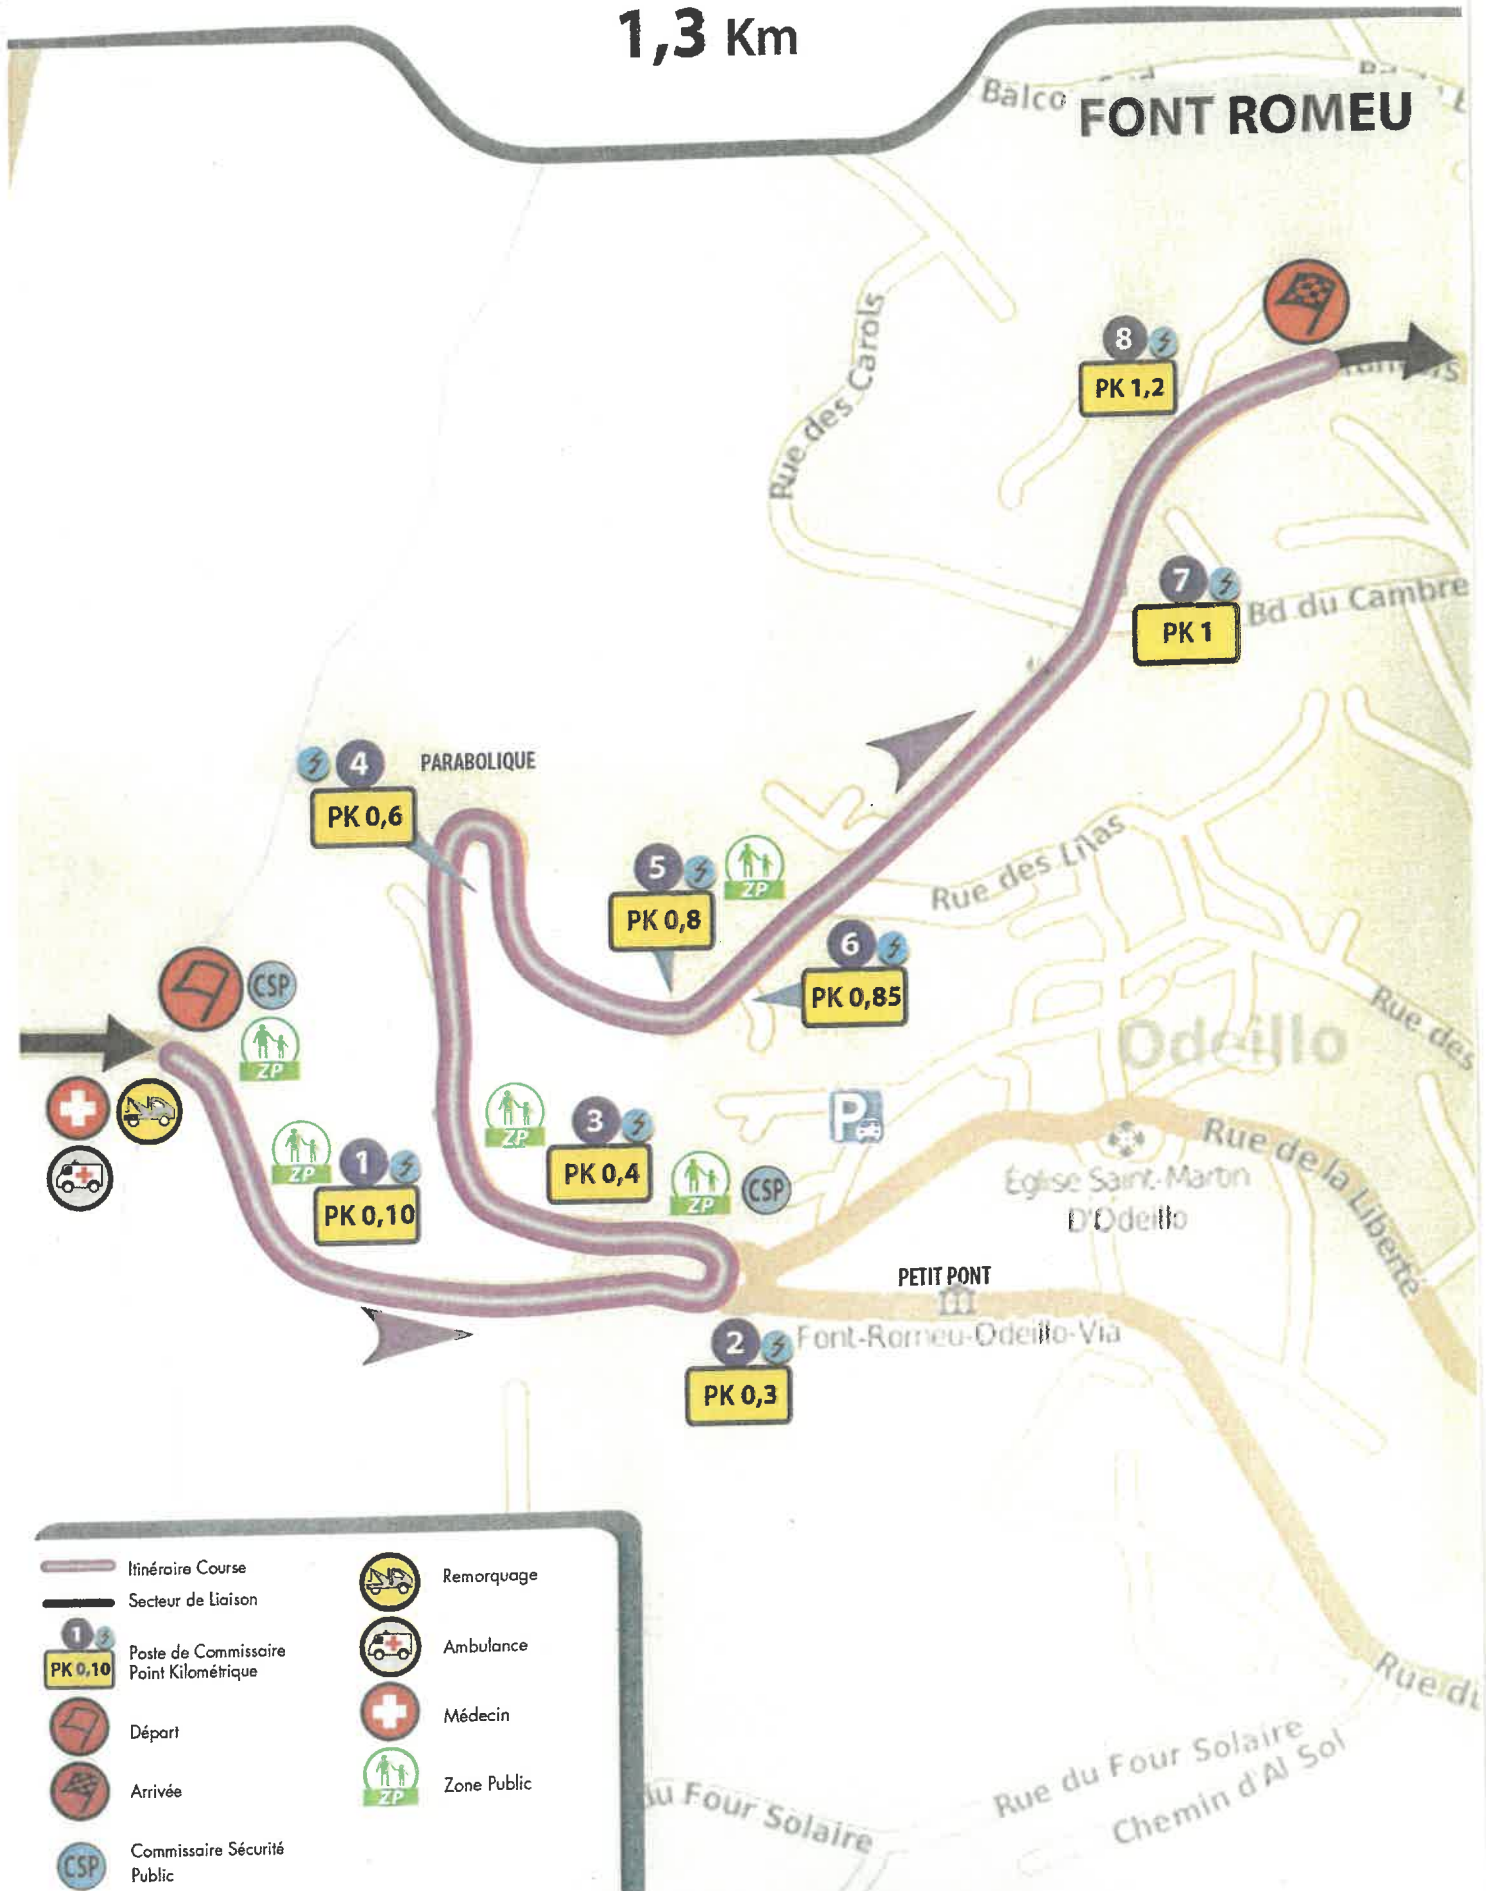 1,3 Km
Balco
FONT ROMEU
Rue des Carols
8
PK 1,2
7
PK 1
Bd du Cambre
4
PARABOLIQUE
PK 0,6
5
ZP
PK 0,8
Rue des Lilas
6
PK 0,85
CSP
ZP
Rue des
Odeillo
ZP
1
PK 0,10
ZP
3
PK 0,4
ZP
CSP
P
Rue de la Liberté
Église Saint-Martin
D'Odeillo
PETIT PONT
Font-Romeu-Odeillo-Via
2
PK 0,3
Itinéraire Course
Secteur de Liaison
1
PK 0,10
Poste de Commissaire
Point Kilométrique
Départ
Arrivée
CSP
Commissaire Sécurité
Public
Remorquage
Ambulance
Médecin
ZP
Zone Public
du Four Solaire
Rue du Four Solaire
Chemin d'Al Sol
Rue du